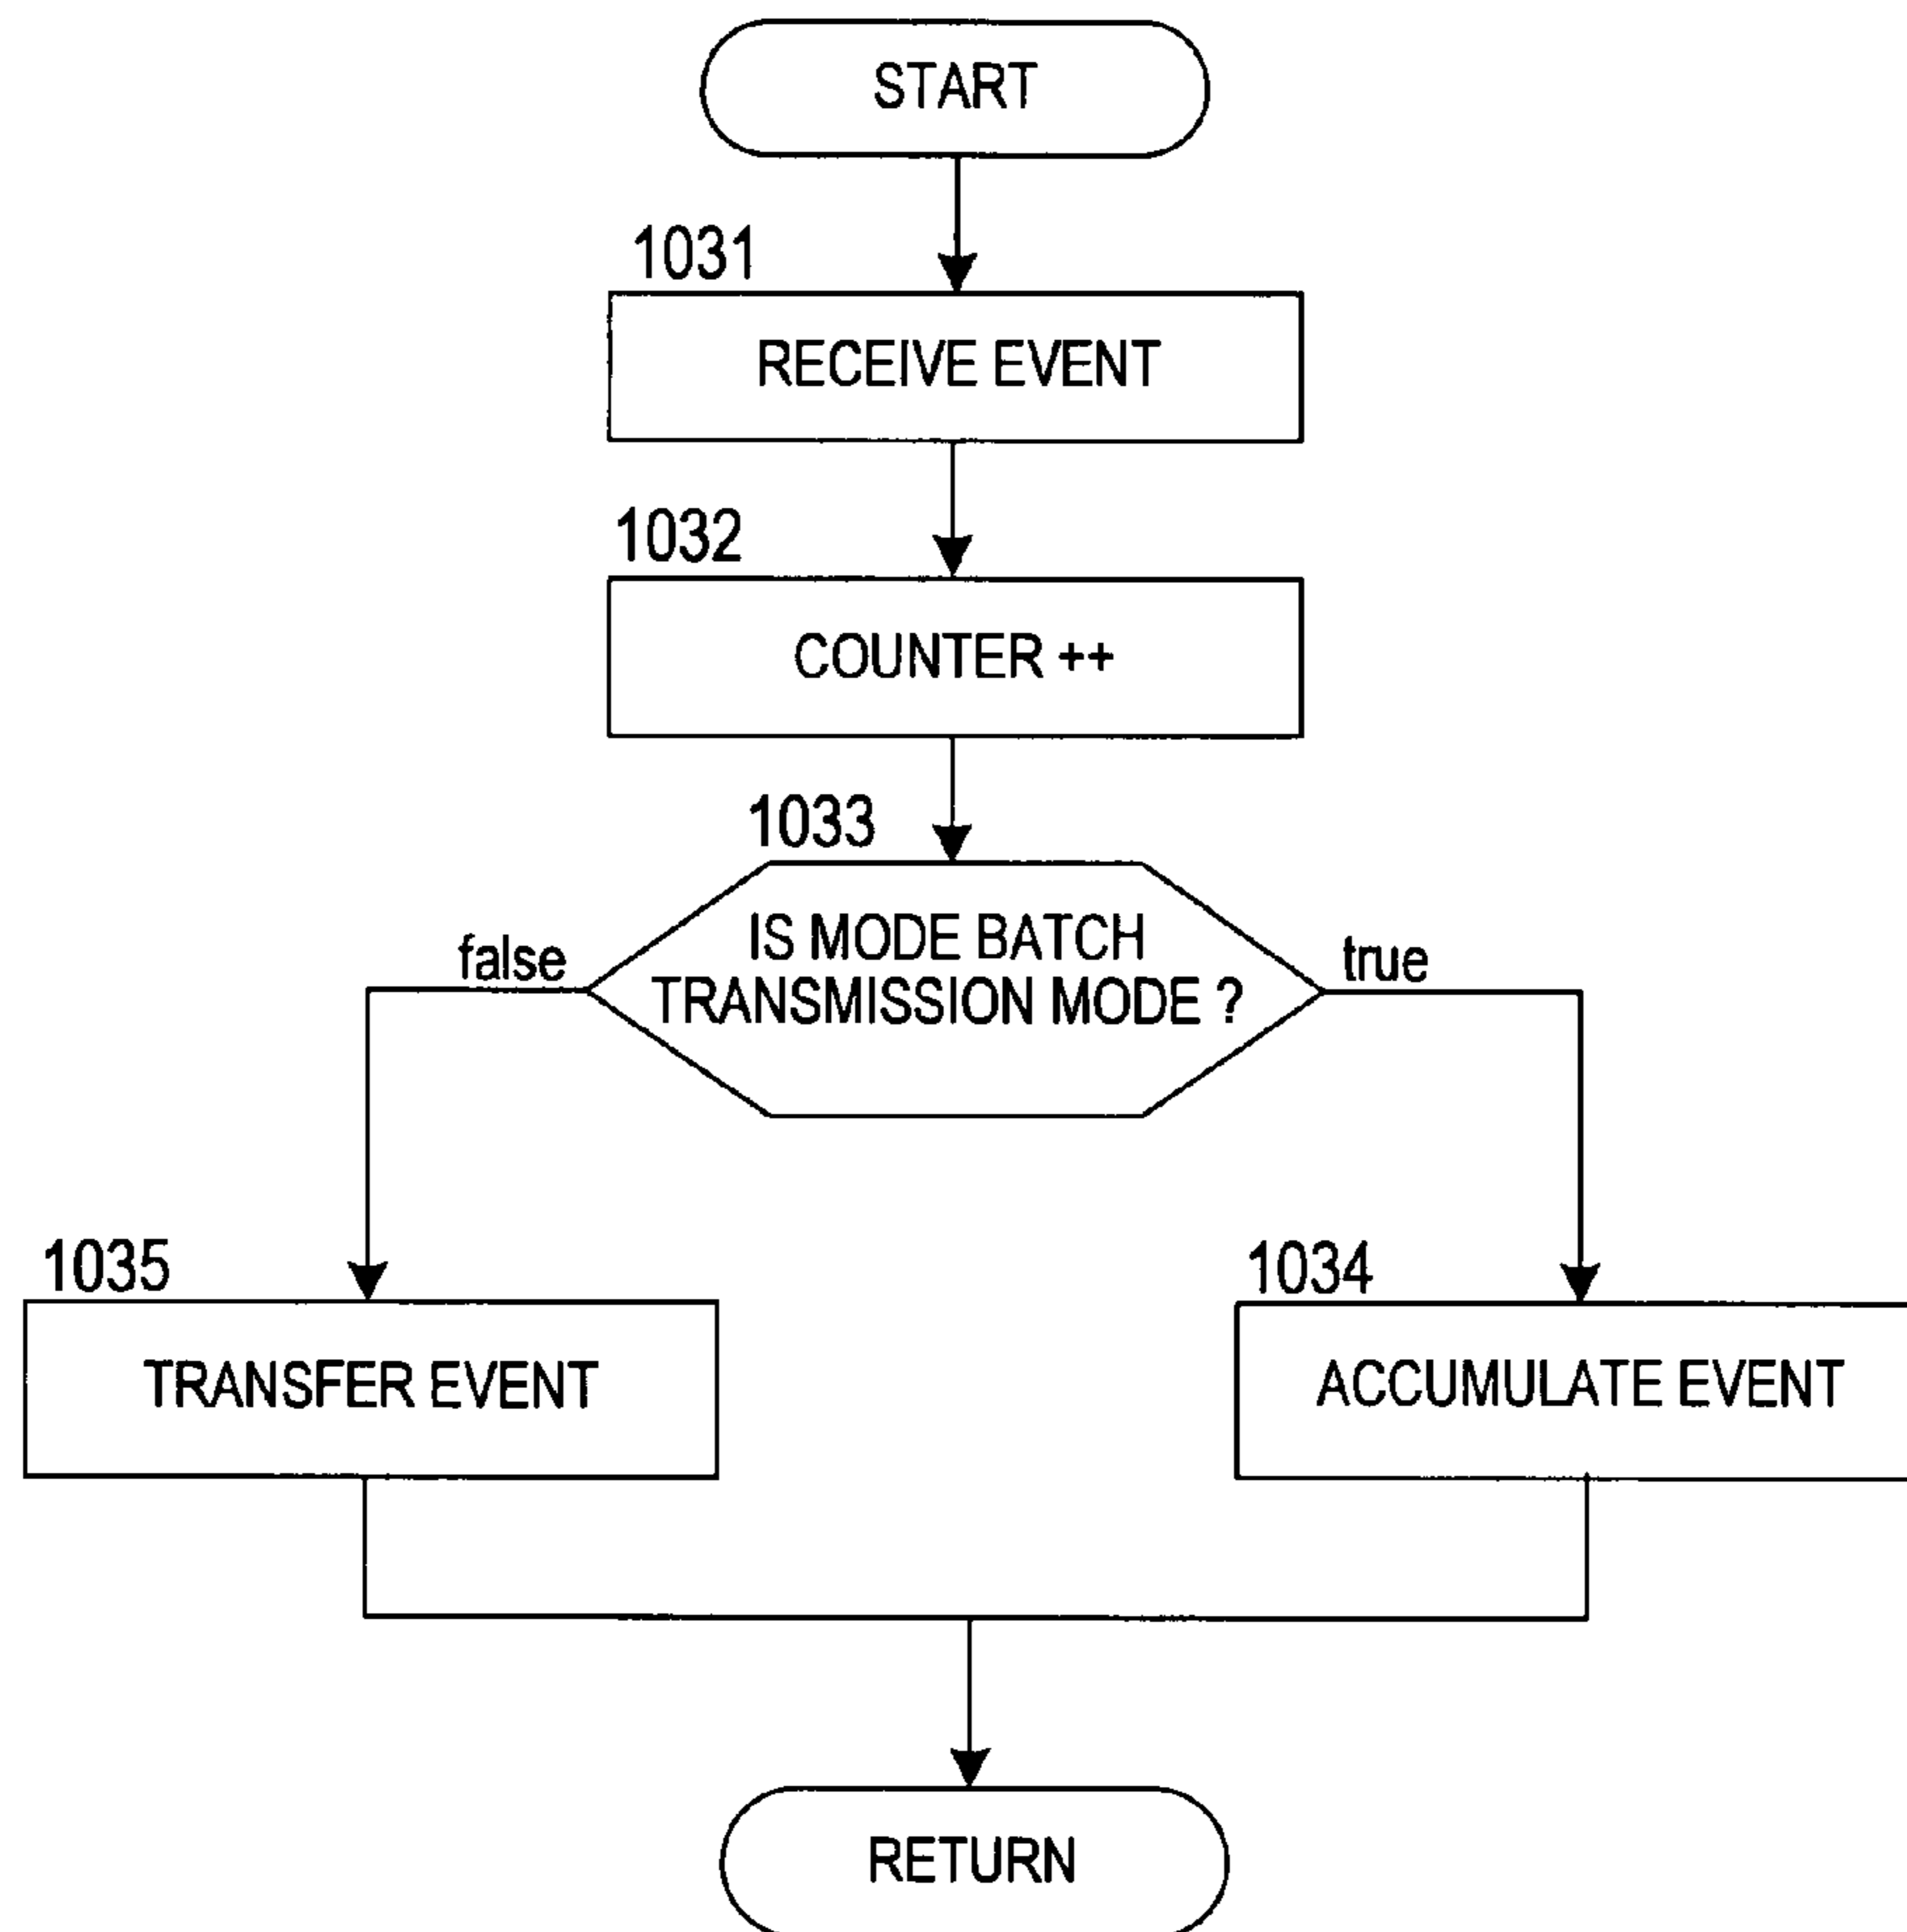 START
1031
RECEIVE EVENT
1032
COUNTER ++
1033
IS MODE BATCH
TRANSMISSION MODE ?
false
true
1035
TRANSFER EVENT
1034
ACCUMULATE EVENT
RETURN